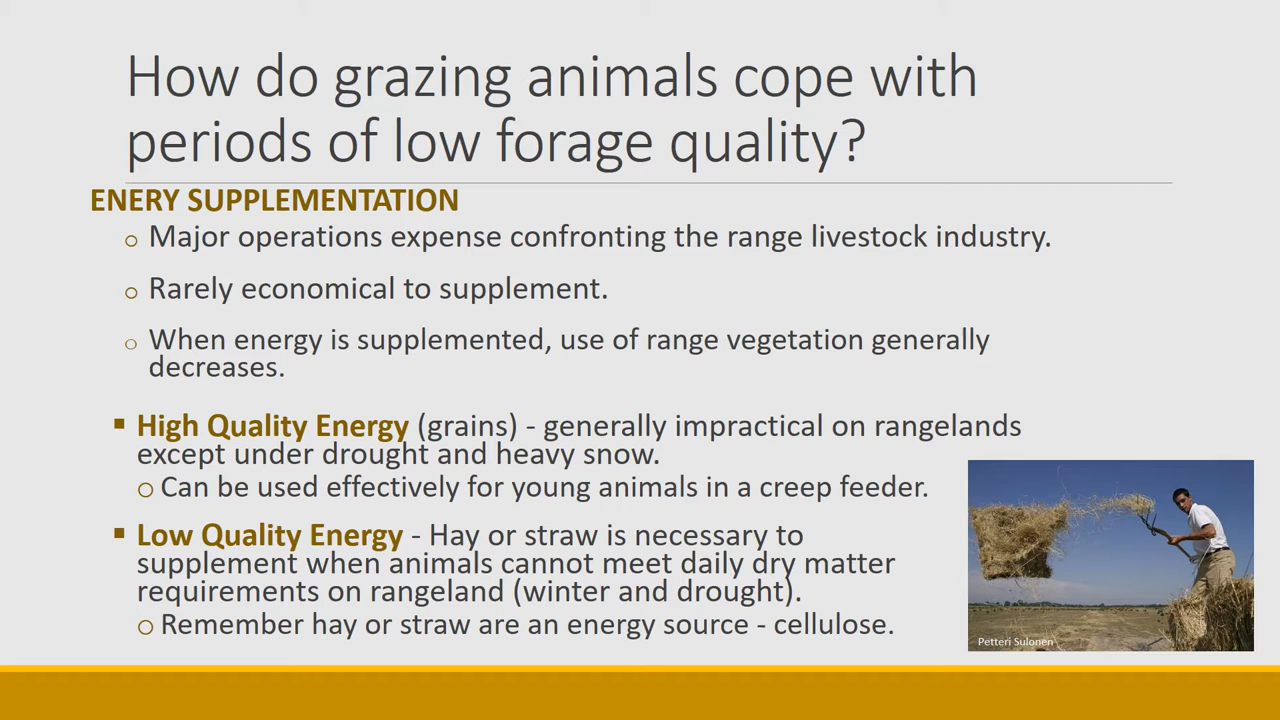 How do grazing animals cope with
periods of low forage quality?
ENERY SUPPLEMENTATION
o Major operations expense confronting the range livestock industry.
o Rarely economical to supplement.
o When energy is supplemented, use of range vegetation generally
decreases.
▪ High Quality Energy (grains) - generally impractical on rangelands
except under drought and heavy snow.
o Can be used effectively for young animals in a creep feeder.
▪ Low Quality Energy - Hay or straw is necessary to
supplement when animals cannot meet daily dry matter
requirements on rangeland (winter and drought).
o Remember hay or straw are an energy source - cellulose.
Petteri Sulonen